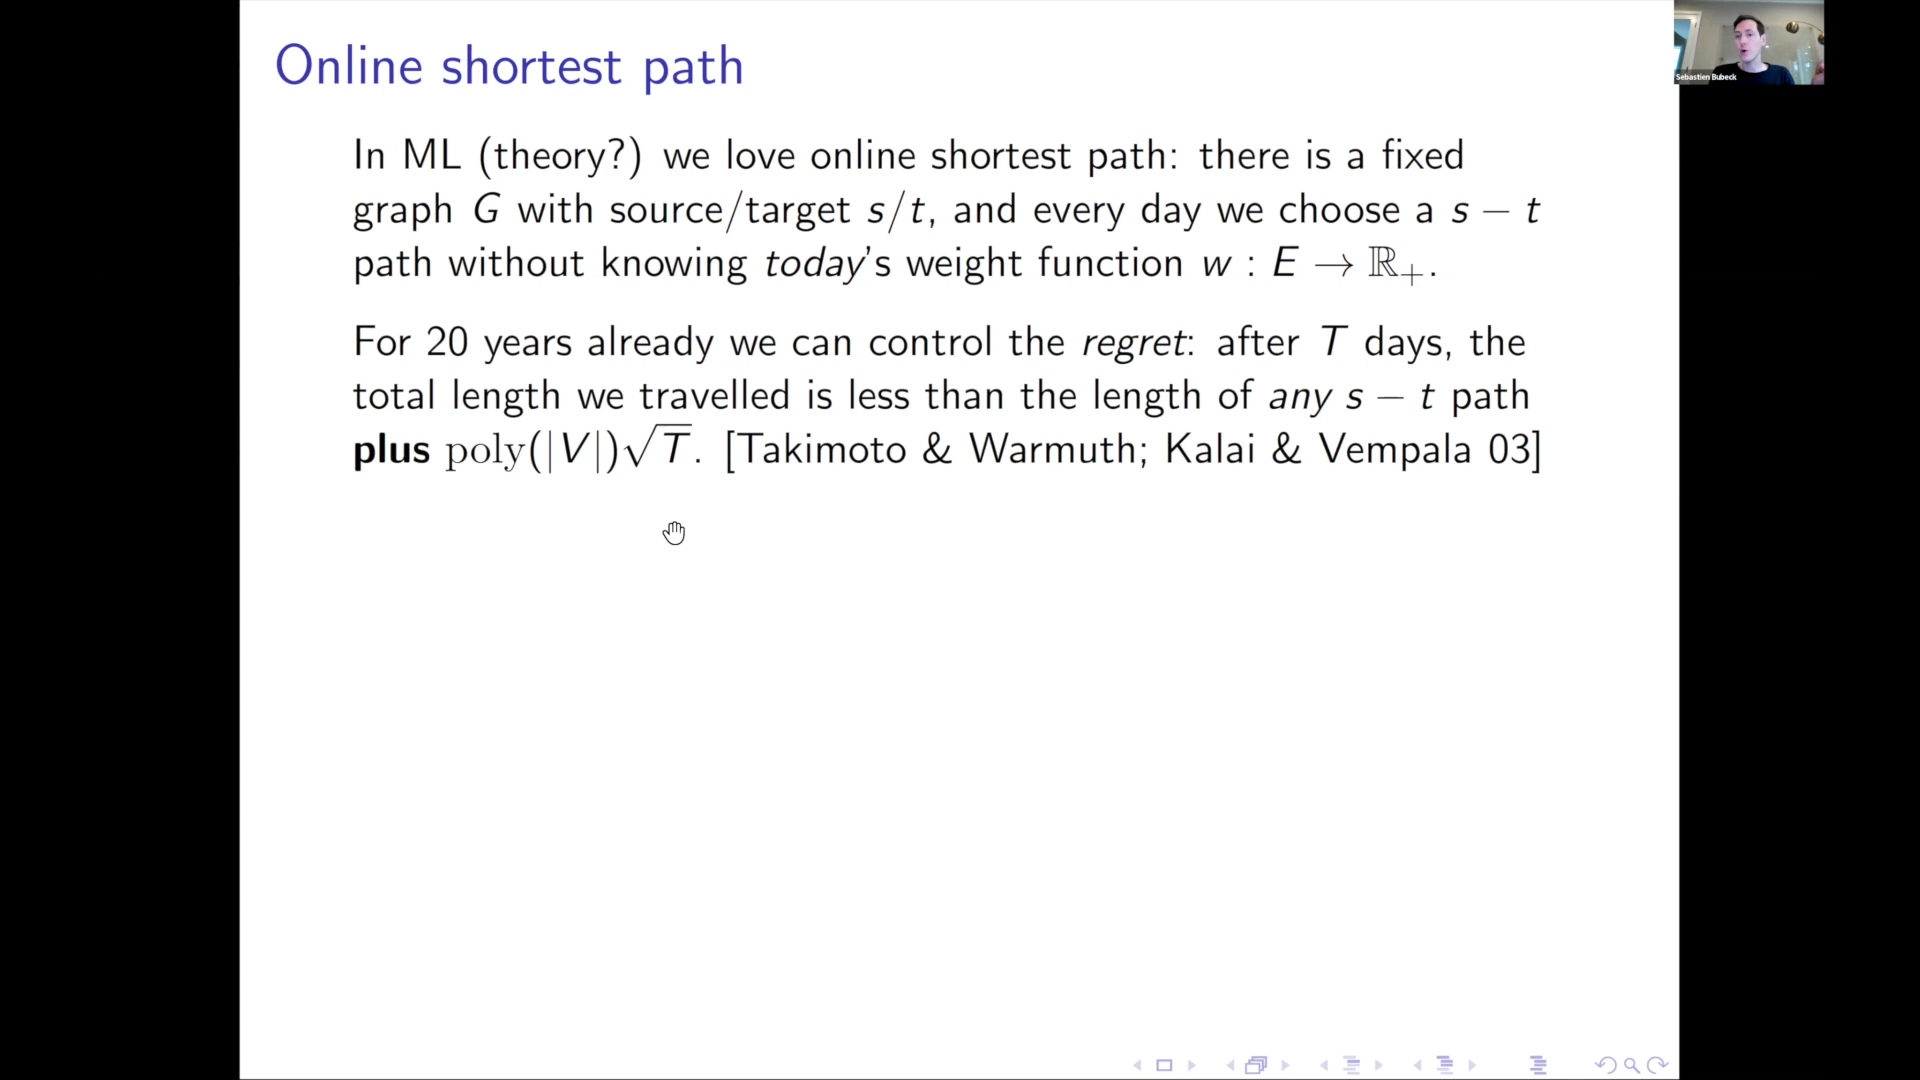 Online shortest path
Sebastien Bubeck
In ML (theory?) we love online shortest path: there is a fixed
graph G with source/target s/t, and every day we choose a s − t
path without knowing today's weight function w : E → ℝ₊.
For 20 years already we can control the regret: after T days, the
total length we travelled is less than the length of any s − t path
plus poly(|V|)√T. [Takimoto & Warmuth; Kalai & Vempala 03]